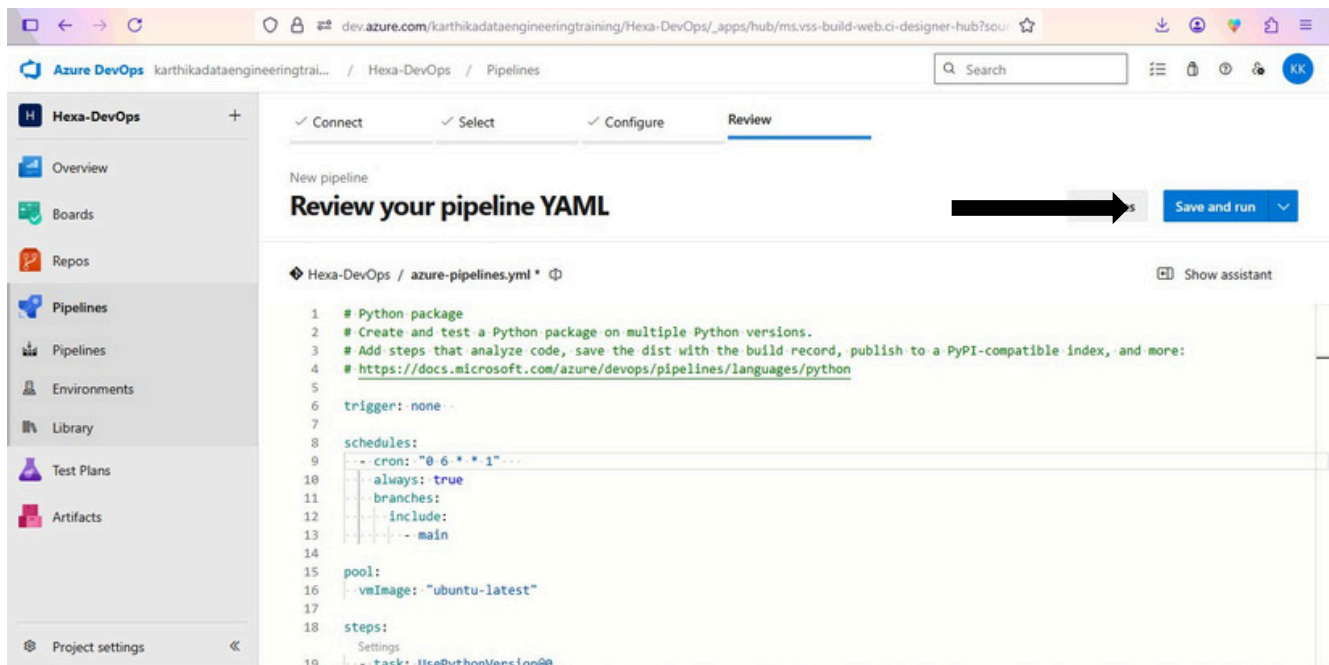 dev.azure.com/karthikadataengineeringtraining/Hexa-DevOps/_apps/hub/ms.vss-build-web.ci-designer-hub?sou
Azure DevOps karthikadataengineeringtrai... / Hexa-DevOps / Pipelines Search KK
H Hexa-DevOps +
Overview
Boards
Repos
Pipelines
Pipelines
Environments
Library
Test Plans
Artifacts
Project settings
Connect Select Configure Review
New pipeline
Review your pipeline YAML
Save and run
Hexa-DevOps / azure-pipelines.yml * Show assistant
1 # Python package
2 # Create and test a Python package on multiple Python versions.
3 # Add steps that analyze code, save the dist with the build record, publish to a PyPI-compatible index, and more:
4 # https://docs.microsoft.com/azure/devops/pipelines/languages/python
5
6 trigger: none
7
8 schedules:
9 - cron: "0 6 * * 1"
10 always: true
11 branches:
12 include:
13 - main
14
15 pool:
16 vmImage: "ubuntu-latest"
17
18 steps:
Settings
19 - task: UsePythonVersion@0